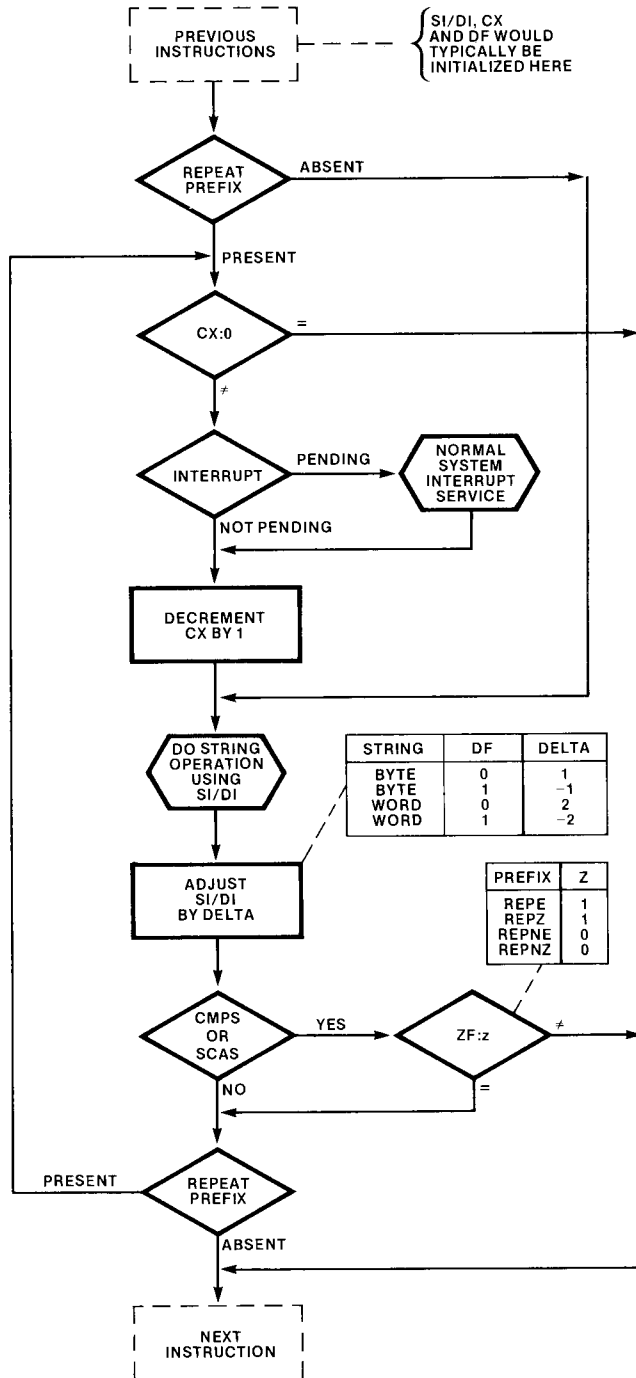 PREVIOUS
INSTRUCTIONS
SI/DI, CX
AND DF WOULD
TYPICALLY BE
INITIALIZED HERE
REPEAT
PREFIX
ABSENT
PRESENT
CX:0
=
≠
INTERRUPT
PENDING
NORMAL
SYSTEM
INTERRUPT
SERVICE
NOT PENDING
DECREMENT
CX BY 1
DO STRING
OPERATION
USING
SI/DI
STRING DF DELTA
BYTE 0 1
BYTE 1 −1
WORD 0 2
WORD 1 −2
ADJUST
SI/DI
BY DELTA
PREFIX Z
REPE 1
REPZ 1
REPNE 0
REPNZ 0
CMPS
OR
SCAS
YES
ZF:z
≠
=
NO
REPEAT
PREFIX
PRESENT
ABSENT
NEXT
INSTRUCTION